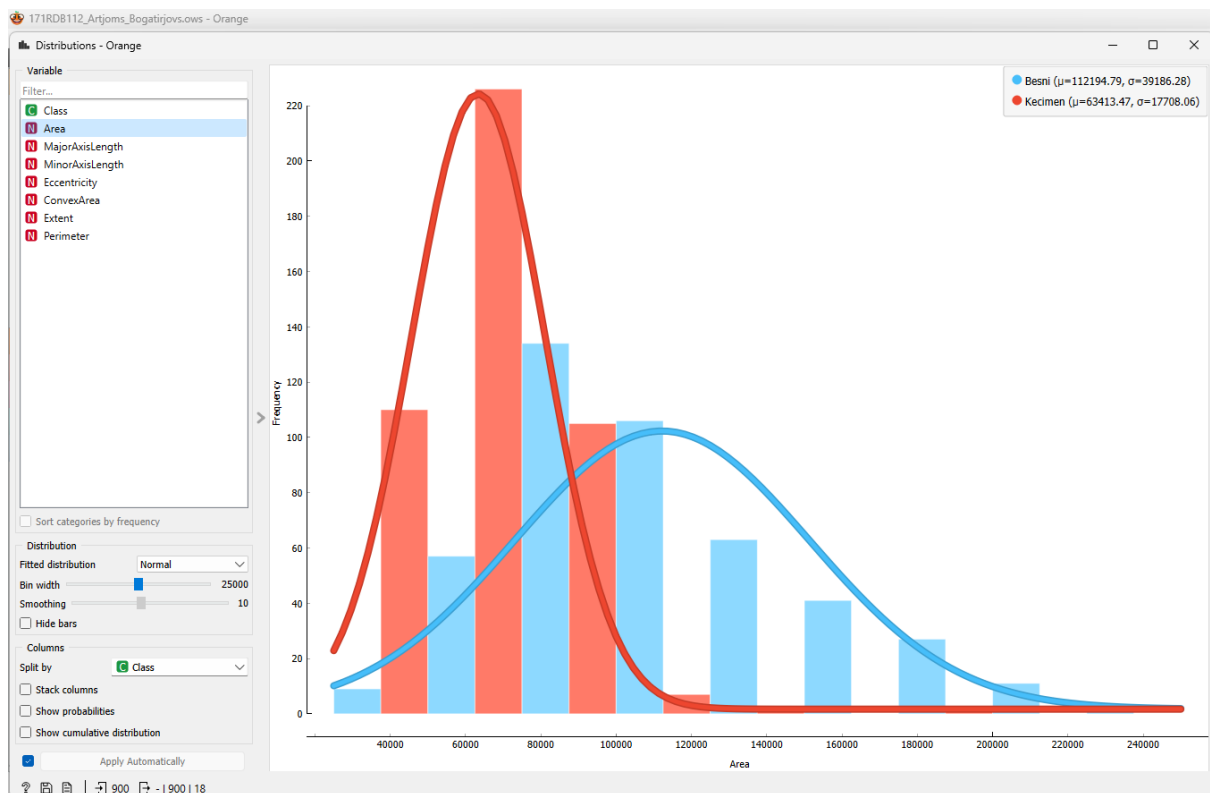 171RDB112_Artjoms_Bogatirjovs.ows - Orange
Distributions - Orange
Variable
Filter...
C Class
N Area
N MajorAxisLength
N MinorAxisLength
N Eccentricity
N ConvexArea
N Extent
N Perimeter
Sort categories by frequency
Distribution
Fitted distribution Normal
Bin width 25000
Smoothing 10
Hide bars
Columns
Split by C Class
Stack columns
Show probabilities
Show cumulative distribution
Apply Automatically
? 900 - | 900 | 18
Besni (μ=112194.79, σ=39186.28)
Kecimen (μ=63413.47, σ=17708.06)
Frequency
220
200
180
160
140
120
100
80
60
40
20
0
40000 60000 80000 100000 120000 140000 160000 180000 200000 220000 240000
Area